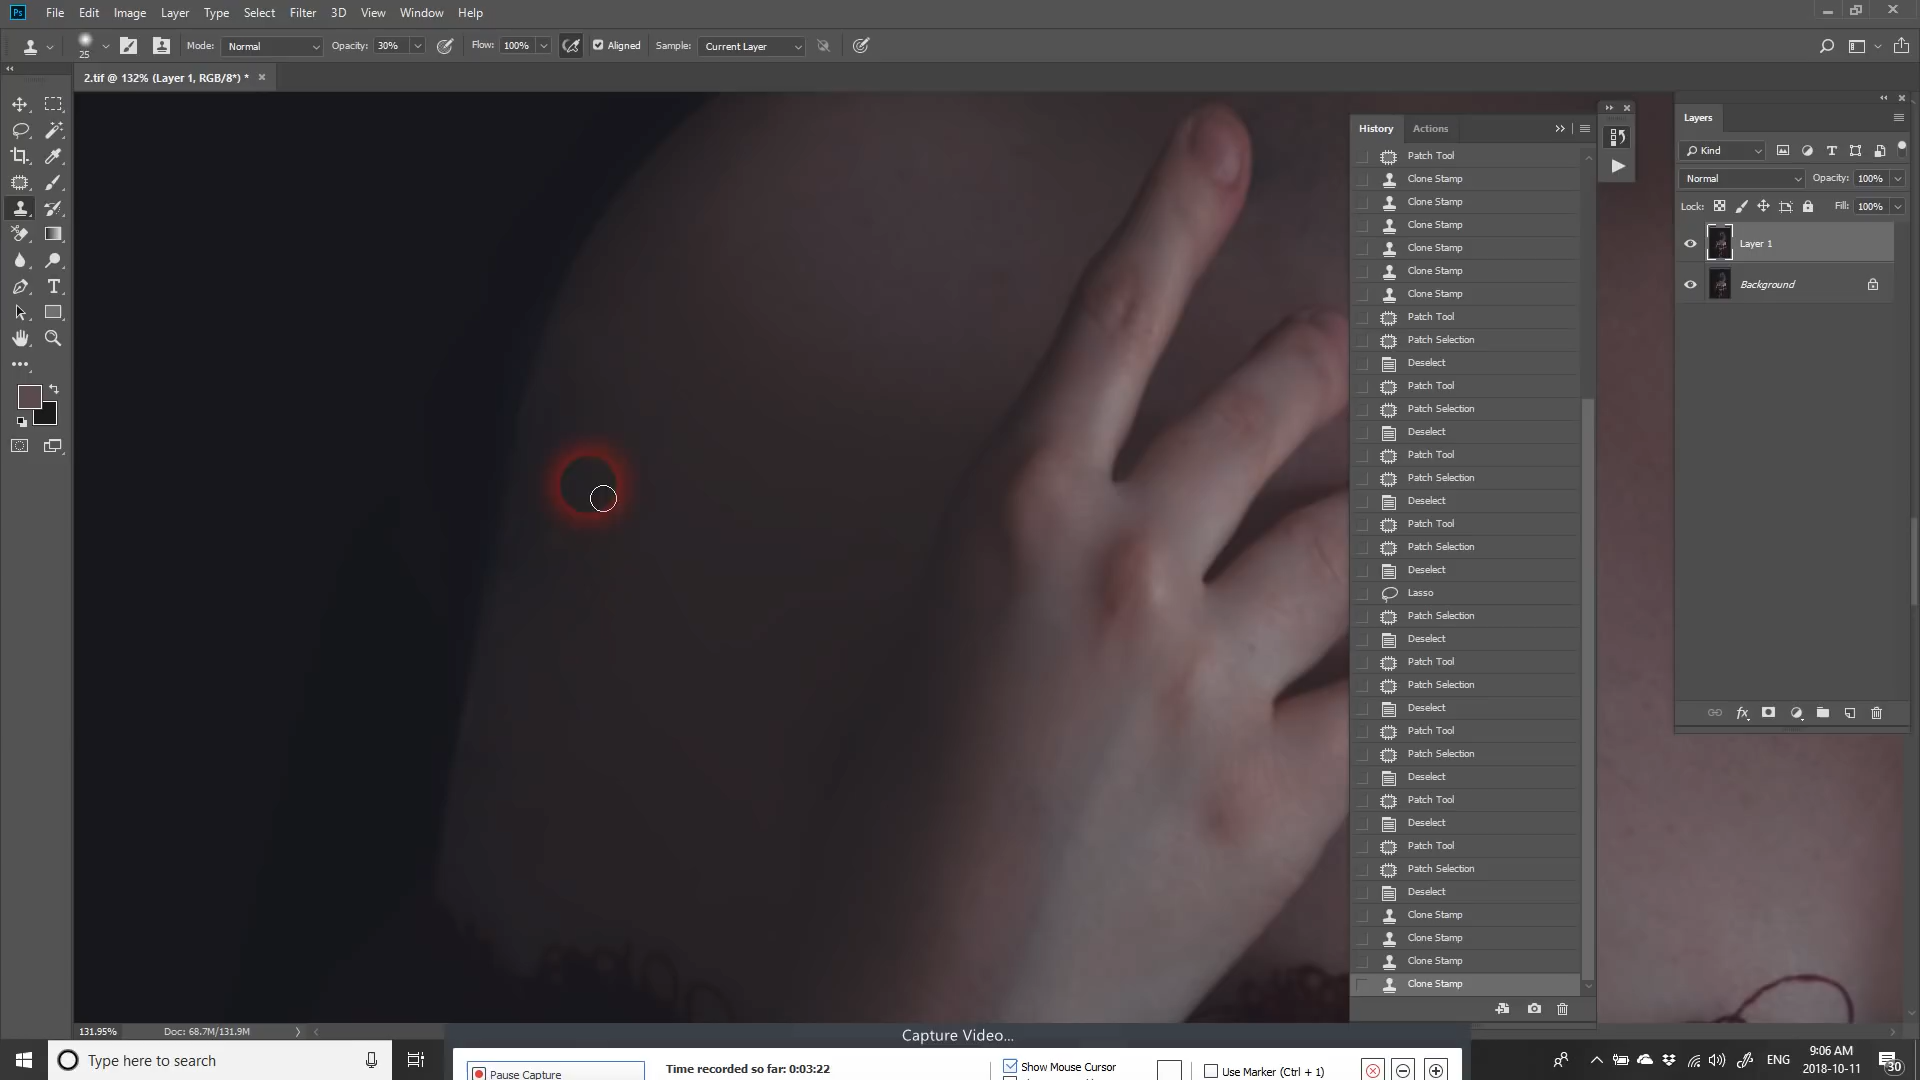 Ps File Edit Image Layer Type Select Filter 3D View Window Help
25 Mode: Normal Opacity: 30% Flow: 100% Aligned Sample: Current Layer
2.tif @ 132% (Layer 1, RGB/8*) *
History Actions
Patch Tool
Clone Stamp
Clone Stamp
Clone Stamp
Clone Stamp
Clone Stamp
Clone Stamp
Patch Tool
Patch Selection
Deselect
Patch Tool
Patch Selection
Deselect
Patch Tool
Patch Selection
Deselect
Patch Tool
Patch Selection
Deselect
Lasso
Patch Selection
Deselect
Patch Tool
Patch Selection
Deselect
Patch Tool
Patch Selection
Deselect
Patch Tool
Deselect
Patch Tool
Patch Selection
Deselect
Clone Stamp
Clone Stamp
Clone Stamp
Clone Stamp
Layers
Kind
Normal Opacity: 100%
Lock: Fill: 100%
Layer 1
Background
fx
131.95% Doc: 68.7M/131.9M
Capture Video...
Pause Capture Time recorded so far: 0:03:22 Show Mouse Cursor Use Marker (Ctrl + 1)
Type here to search
ENG 9:06 AM
2018-10-11 30